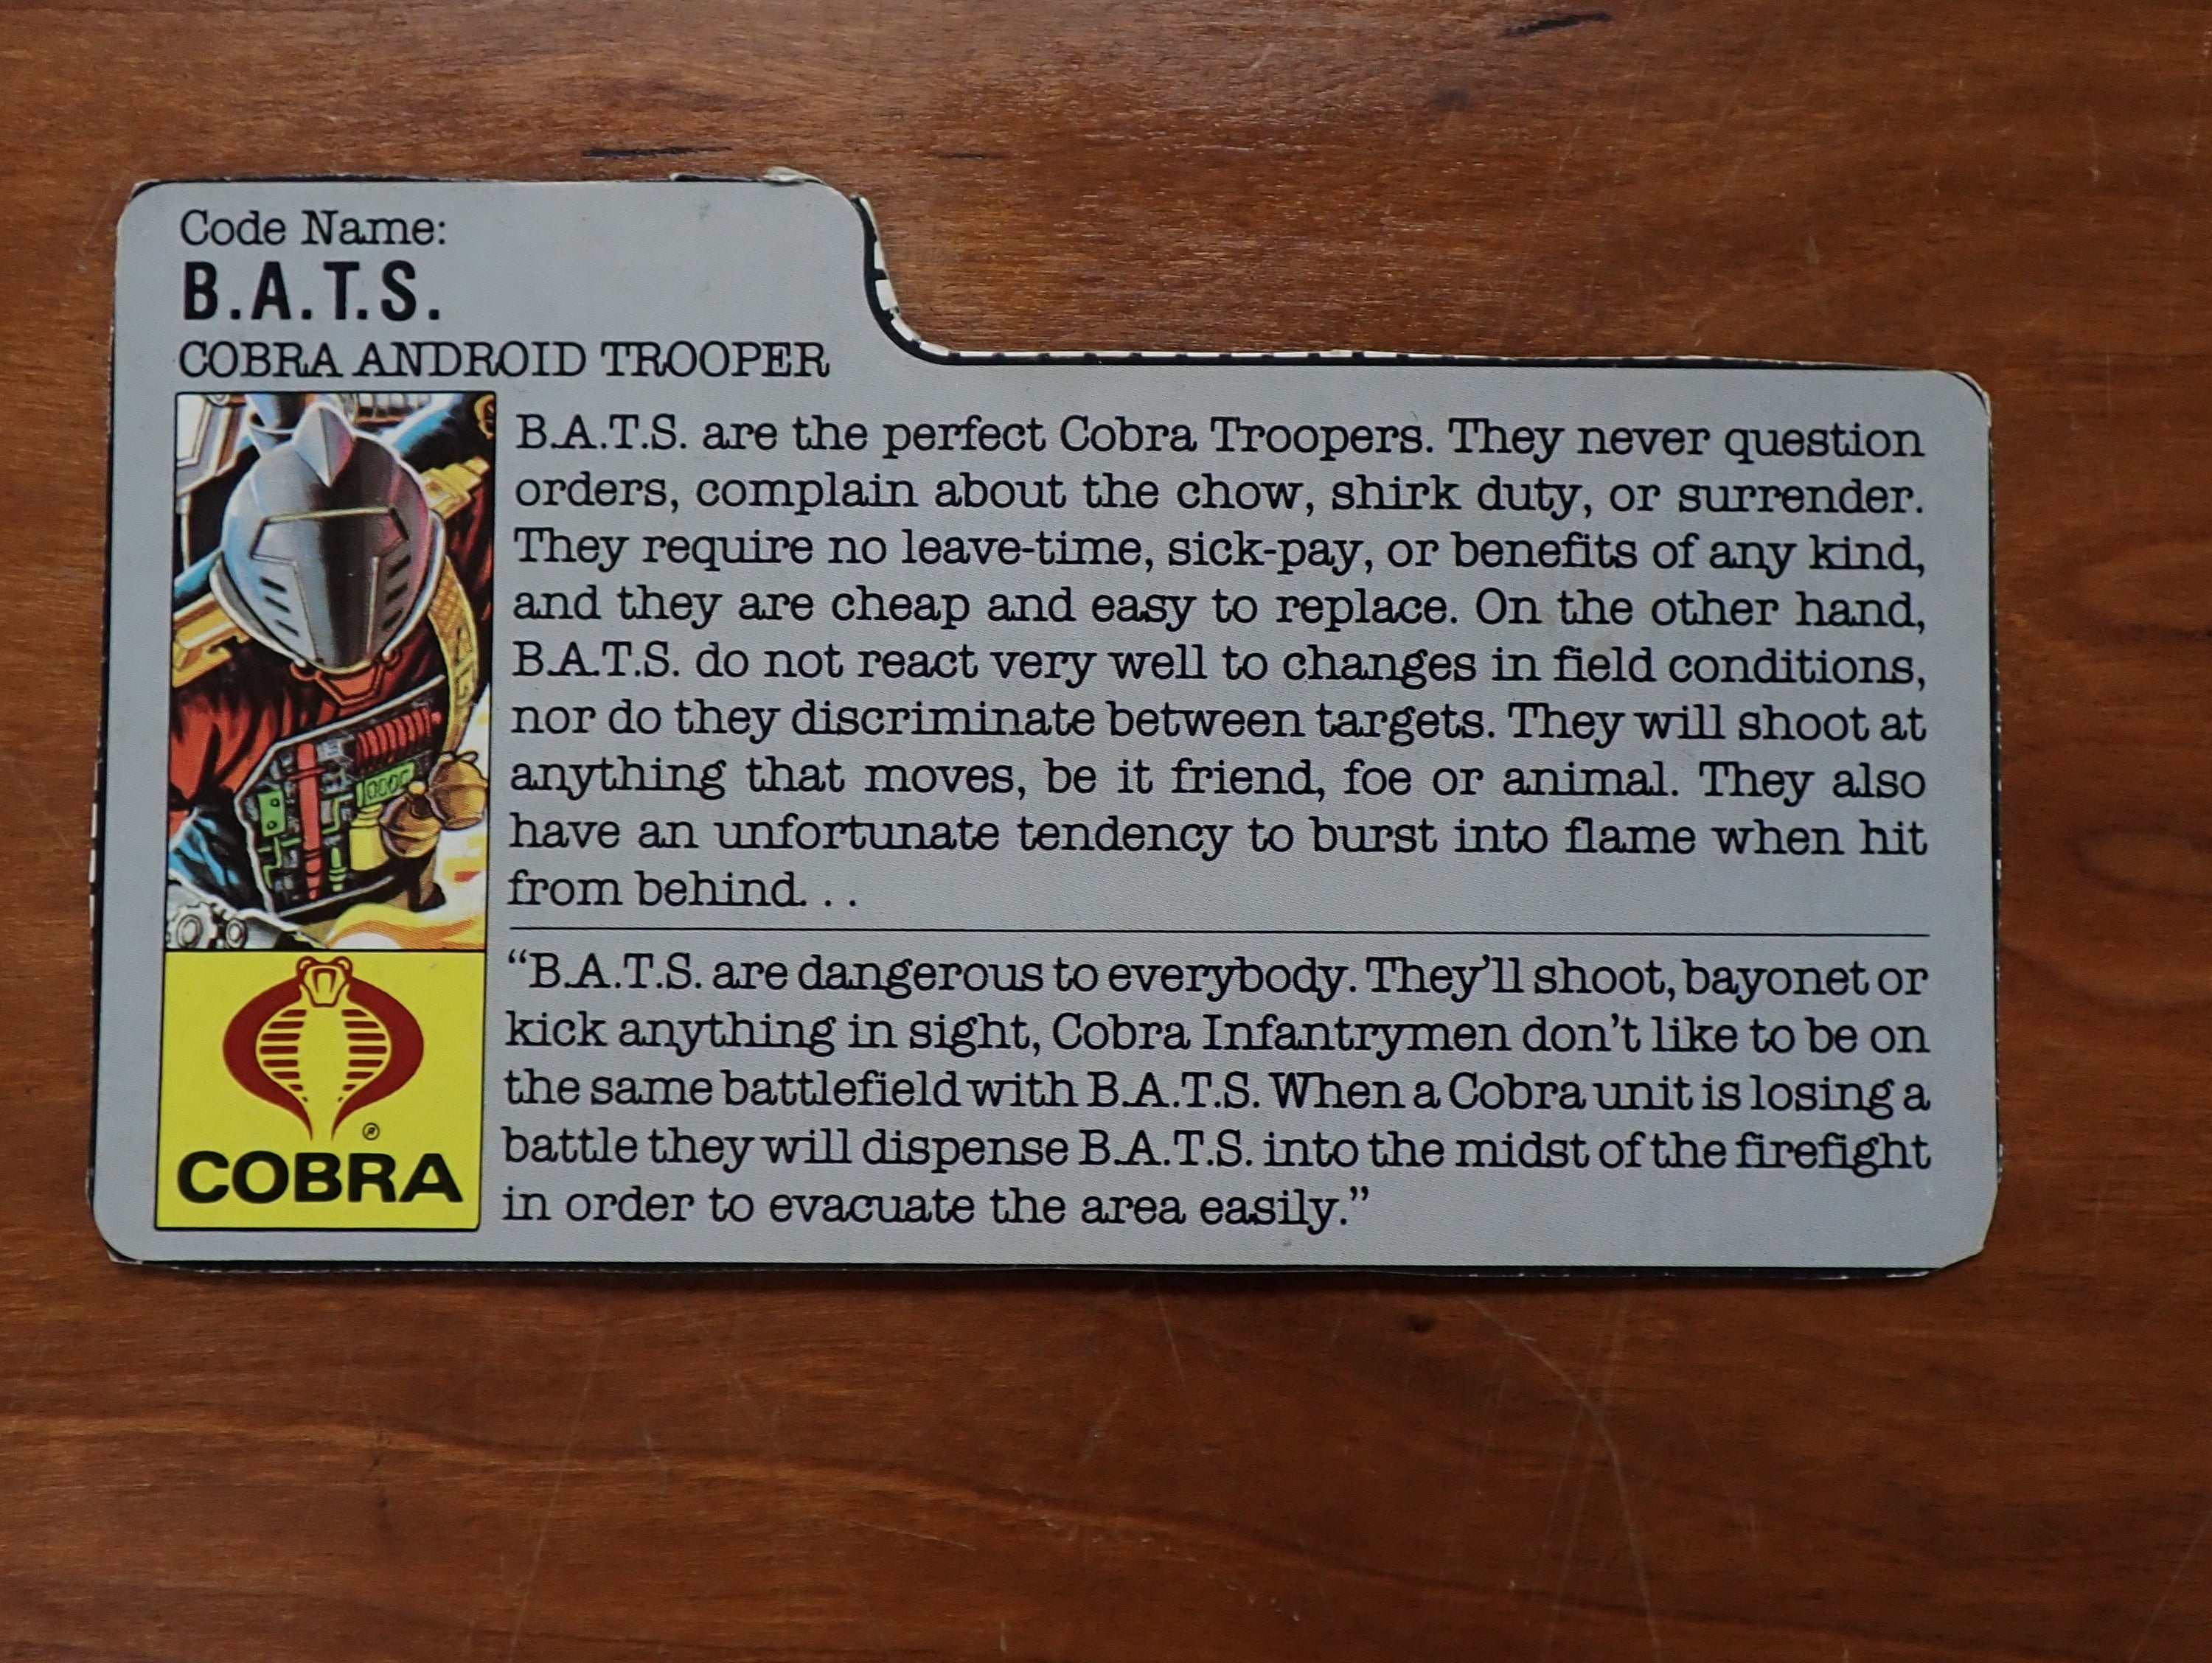 Code Name:
B.A.T.S.
COBRA ANDROID TROOPER
B.A.T.S. are the perfect Cobra Troopers. They never question
orders, complain about the chow, shirk duty, or surrender.
They require no leave-time, sick-pay, or benefits of any kind,
and they are cheap and easy to replace. On the other hand,
B.A.T.S. do not react very well to changes in field conditions,
nor do they discriminate between targets. They will shoot at
anything that moves, be it friend, foe or animal. They also
have an unfortunate tendency to burst into flame when hit
from behind. . .
“B.A.T.S. are dangerous to everybody. They’ll shoot, bayonet or
kick anything in sight, Cobra Infantrymen don’t like to be on
the same battlefield with B.A.T.S. When a Cobra unit is losing a
battle they will dispense B.A.T.S. into the midst of the firefight
in order to evacuate the area easily.”
®
COBRA